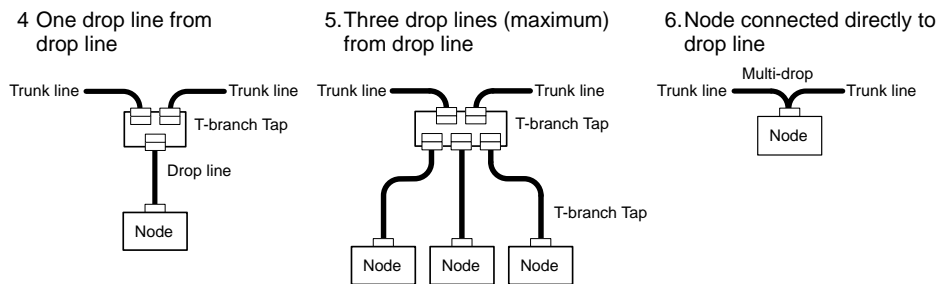 4 One drop line from
drop line
Trunk line
Trunk line
T-branch Tap
Drop line
Node
5.Three drop lines (maximum)
from drop line
Trunk line
Trunk line
T-branch Tap
T-branch Tap
Node
Node
Node
6.Node connected directly to
drop line
Multi-drop
Trunk line
Trunk line
Node